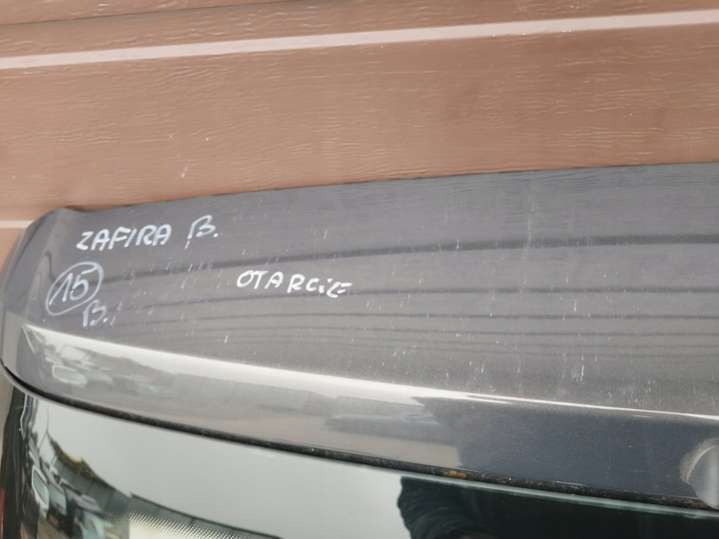 ZAFIRA B.
15
B.
OTARCIE